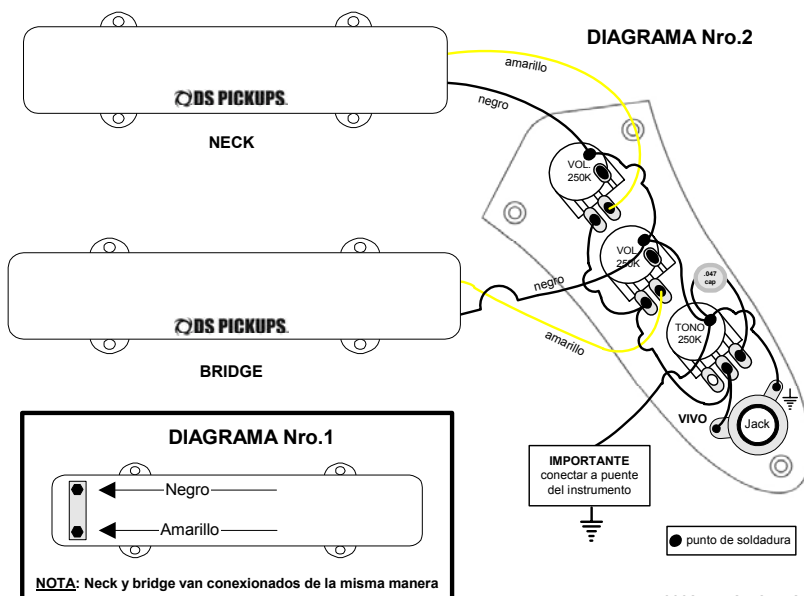 DIAGRAMA Nro.2
amarillo
negro
DS PICKUPS.
NECK
VOL.
250K
VOL.
250K
.047
cap
negro
DS PICKUPS.
amarillo
BRIDGE
TONO
250K
VIVO
Jack
DIAGRAMA Nro.1
Negro
Amarillo
NOTA: Neck y bridge van conexionados de la misma manera
IMPORTANTE
conectar a puente
del instrumento
punto de soldadura